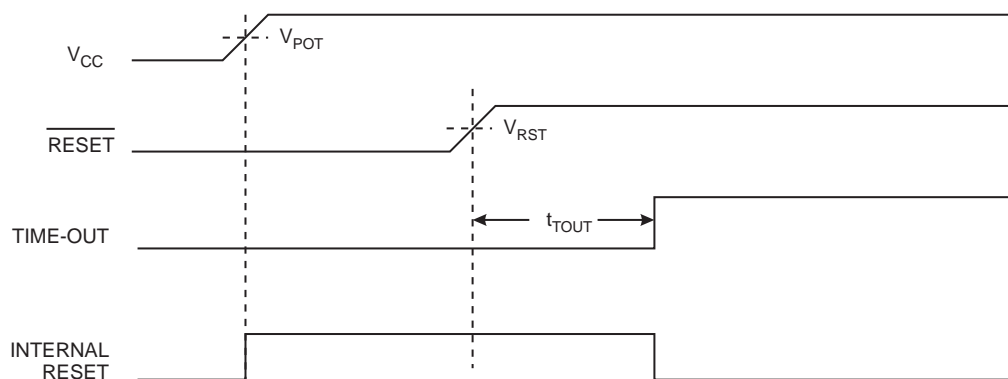 V_CC
V_POT
RESET
V_RST
TIME-OUT
t_TOUT
INTERNAL
RESET